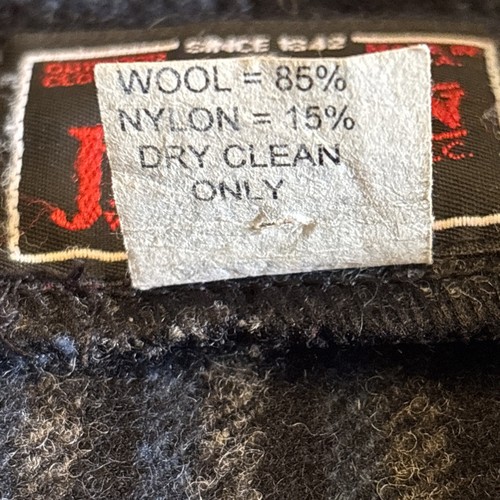 SINCE 1842
WOOL = 85%
NYLON = 15%
DRY CLEAN
ONLY